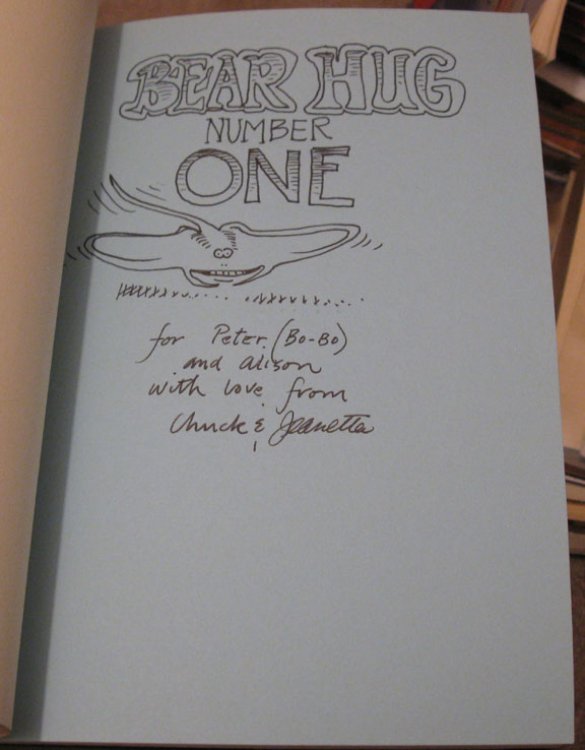 BEAR HUG
NUMBER
ONE
for Peter (Bo-Bo)
and Alison
with love from
Chuck & Jeanetta